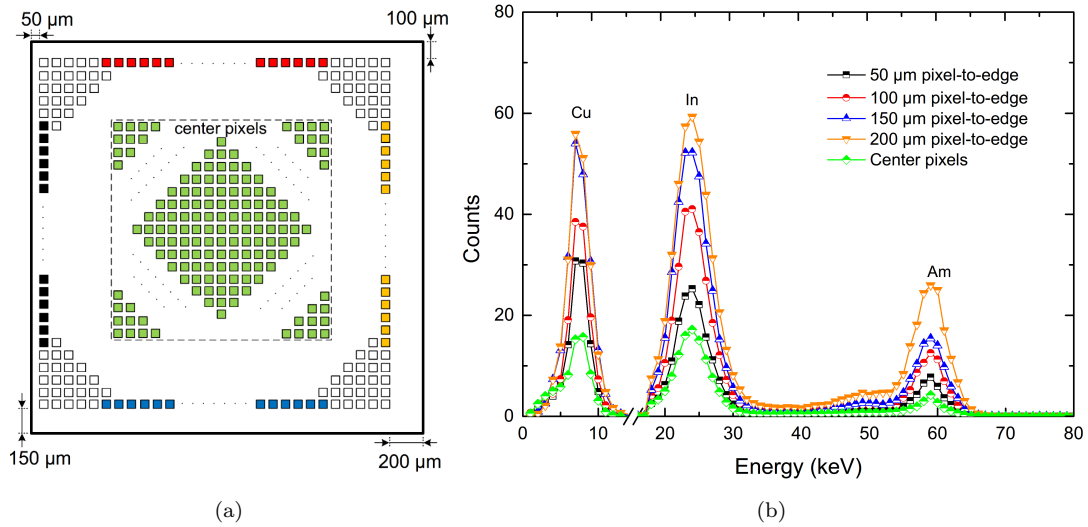 50 μm
100 μm
center pixels
150 μm
200 μm
(a)
80
60
40
20
0
Counts
Cu
In
Am
50 μm pixel-to-edge
100 μm pixel-to-edge
150 μm pixel-to-edge
200 μm pixel-to-edge
Center pixels
0 10 20 30 40 50 60 70 80
Energy (keV)
(b)